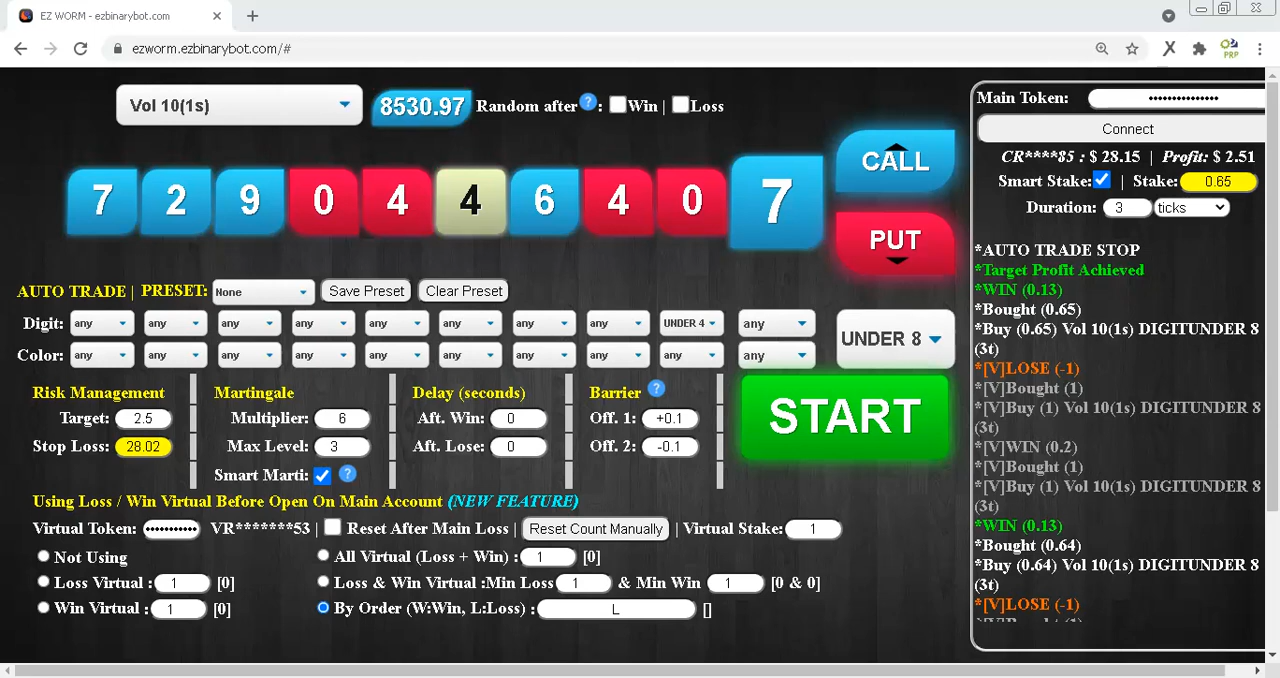 EZ WORM - ezbinarybot.com
ezworm.ezbinarybot.com/#
X
PRP
Vol 10(1s)
8530.97
Random after ? : Win | Loss
7 2 9 0 4 4 6 4 0 7
CALL
PUT
AUTO TRADE | PRESET: None Save Preset Clear Preset
Digit: any any any any any any any any UNDER 4 any
Color: any any any any any any any any any any
UNDER 8
Risk Management
Target: 2.5
Stop Loss: 28.02
Martingale
Multiplier: 6
Max Level: 3
Smart Marti: ?
Delay (seconds)
Aft. Win: 0
Aft. Lose: 0
Barrier ?
Off. 1: +0.1
Off. 2: -0.1
START
Using Loss / Win Virtual Before Open On Main Account (NEW FEATURE)
Virtual Token: •••••••••• VR*******53 | Reset After Main Loss | Reset Count Manually | Virtual Stake: 1
Not Using
All Virtual (Loss + Win) : 1 [0]
Loss Virtual : 1 [0]
Loss & Win Virtual :Min Loss 1 & Min Win 1 [0 & 0]
Win Virtual : 1 [0]
By Order (W:Win, L:Loss) : L []
Main Token: •••••••••••••••
Connect
CR****85 : $ 28.15 | Profit: $ 2.51
Smart Stake: | Stake: 0.65
Duration: 3 ticks
*AUTO TRADE STOP
*Target Profit Achieved
*WIN (0.13)
*Bought (0.65)
*Buy (0.65) Vol 10(1s) DIGITUNDER 8
(3t)
*[V]LOSE (-1)
*[V]Bought (1)
*[V]Buy (1) Vol 10(1s) DIGITUNDER 8
(3t)
*[V]WIN (0.2)
*[V]Bought (1)
*[V]Buy (1) Vol 10(1s) DIGITUNDER 8
(3t)
*WIN (0.13)
*Bought (0.64)
*Buy (0.64) Vol 10(1s) DIGITUNDER 8
(3t)
*[V]LOSE (-1)
*[V]Bought (1)